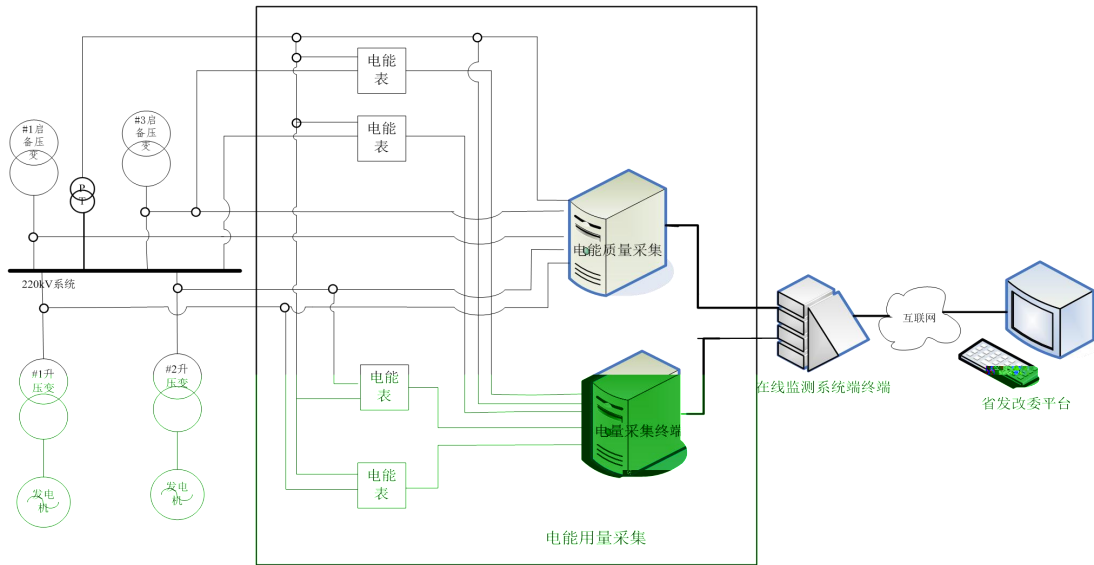 电能
表
#1启
备压
变
#3启
备压
变
电能
表
P
T
电能质量采集
220kV系统
互联网
#1升
压变
#2升
压变
电能
表
在线监测系统端终端
省发改委平台
电量采集终端
发电
机
发电
机
电能
表
电能用量采集